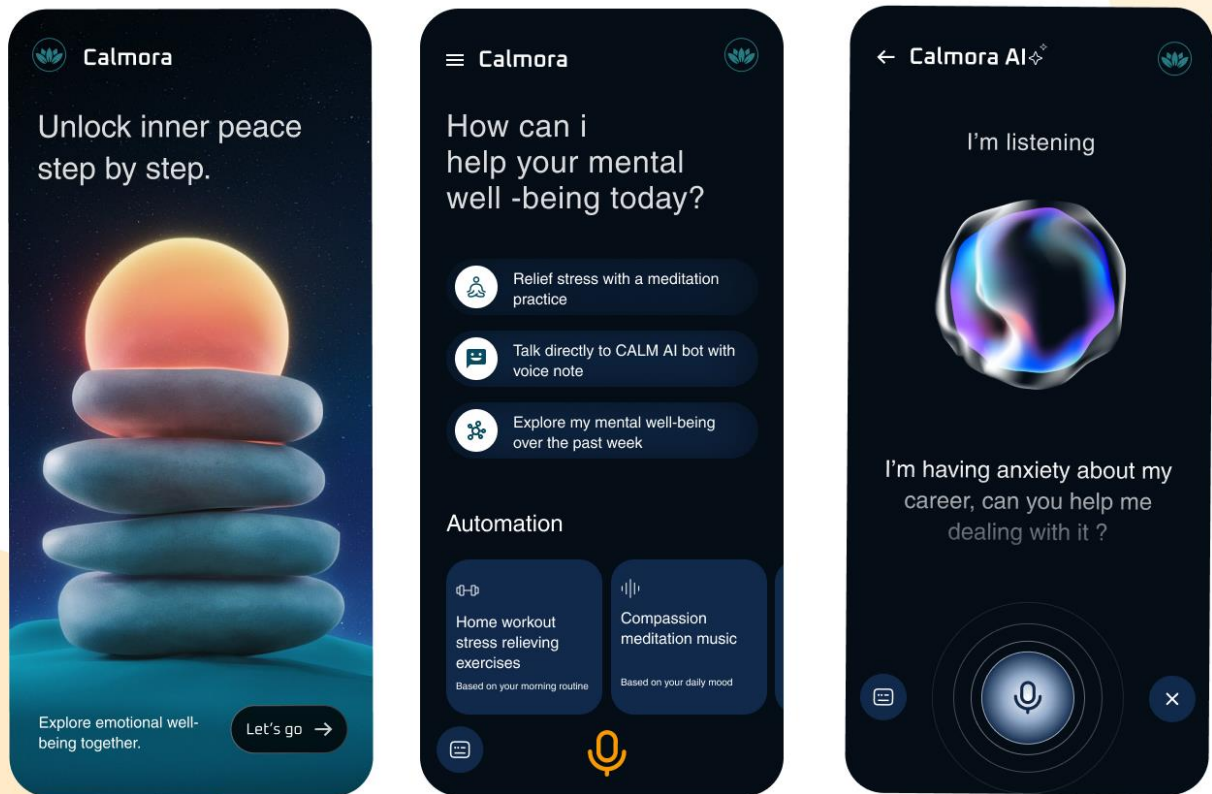 Calmora
Unlock inner peace
step by step.
Explore emotional well-
being together.
Let's go
Calmora
How can i
help your mental
well -being today?
Relief stress with a meditation
practice
Talk directly to CALM AI bot with
voice note
Explore my mental well-being
over the past week
Automation
Home workout
stress relieving
exercises
Based on your morning routine
Compassion
meditation music
Based on your daily mood
Calmora AI
I'm listening
I'm having anxiety about my
career, can you help me
dealing with it ?